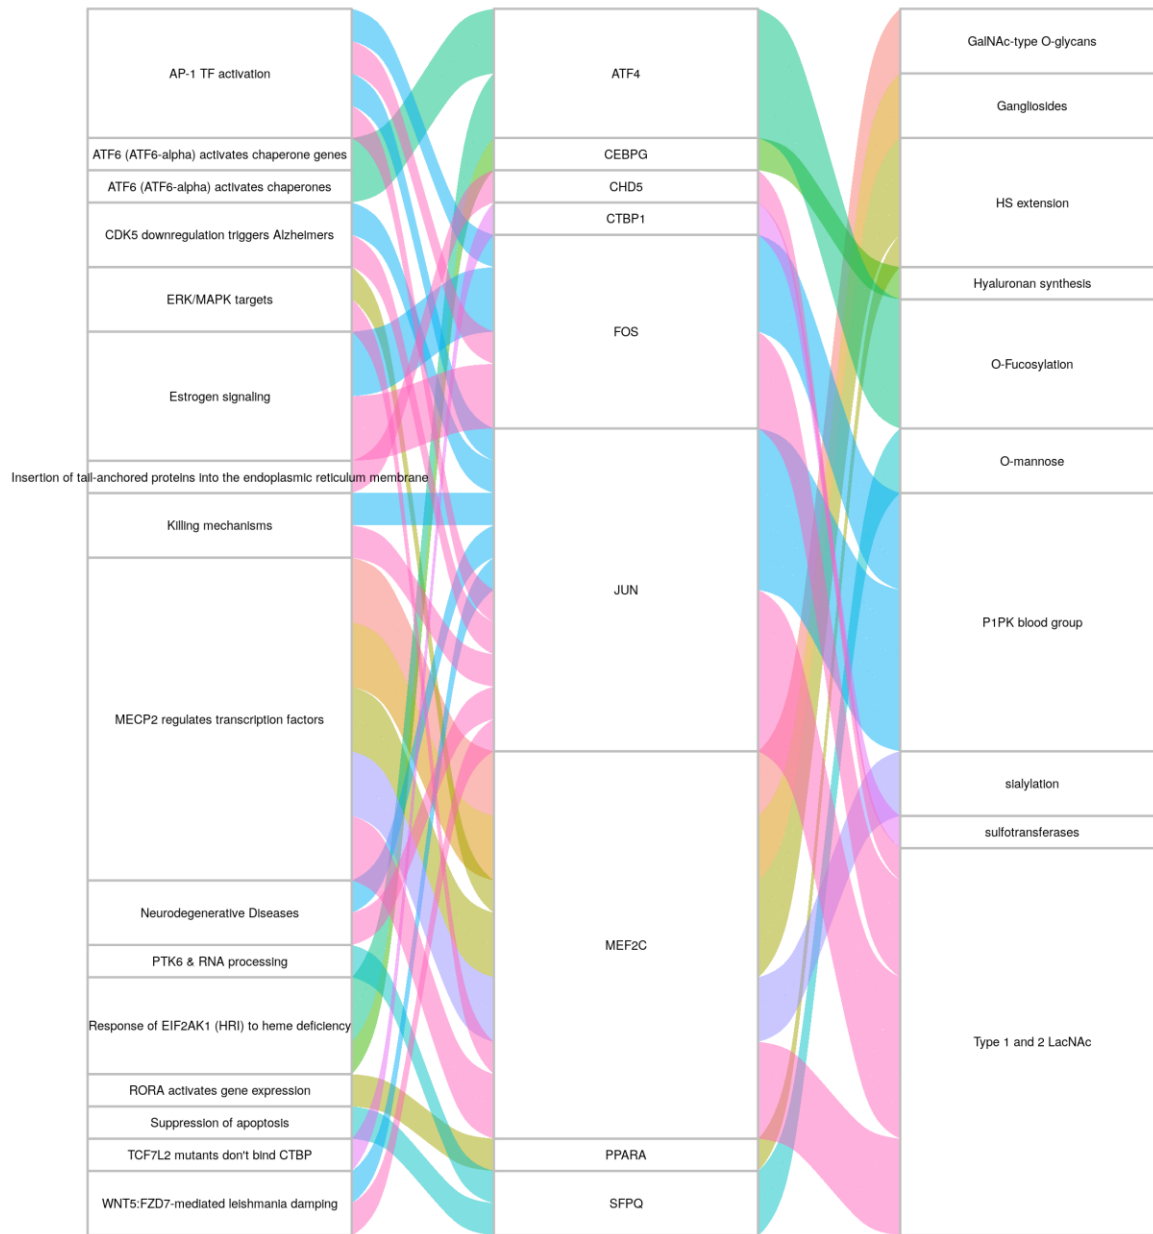 AP-1 TF activation
ATF6 (ATF6-alpha) activates chaperone genes
ATF6 (ATF6-alpha) activates chaperones
CDK5 downregulation triggers Alzheimers
ERK/MAPK targets
Estrogen signaling
Insertion of tail-anchored proteins into the endoplasmic reticulum membrane
Killing mechanisms
MECP2 regulates transcription factors
Neurodegenerative Diseases
PTK6 & RNA processing
Response of EIF2AK1 (HRI) to heme deficiency
RORA activates gene expression
Suppression of apoptosis
TCF7L2 mutants don't bind CTBP
WNT5:FZD7-mediated leishmania damping
ATF4
CEBPG
CHD5
CTBP1
FOS
JUN
MEF2C
PPARA
SFPQ
GalNAc-type O-glycans
Gangliosides
HS extension
Hyaluronan synthesis
O-Fucosylation
O-mannose
P1PK blood group
sialylation
sulfotransferases
Type 1 and 2 LacNAc